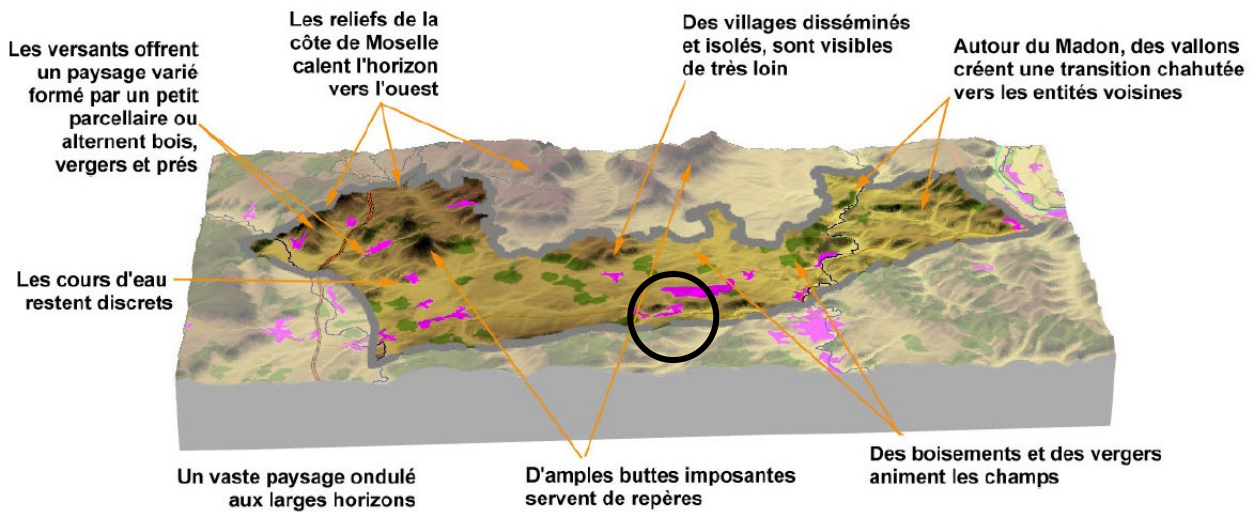 Les versants offrent
un paysage varié
formé par un petit
parcellaire ou
alternent bois,
vergers et prés
Les reliefs de la
côte de Moselle
calent l'horizon
vers l'ouest
Des villages disséminés
et isolés, sont visibles
de très loin
Autour du Madon, des vallons
créent une transition chahutée
vers les entités voisines
Les cours d'eau
restent discrets
Un vaste paysage ondulé
aux larges horizons
D'amples buttes imposantes
servent de repères
Des boisements et des vergers
animent les champs